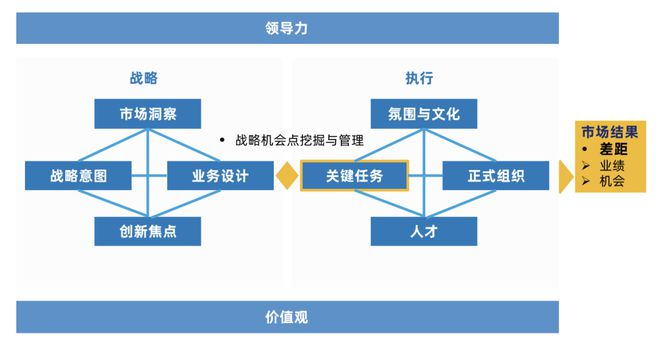 领导力
战略
执行
市场洞察
氛围与文化
• 战略机会点挖掘与管理
战略意图
业务设计
关键任务
正式组织
创新焦点
人才
市场结果
• 差距
➢ 业绩
➢ 机会
价值观